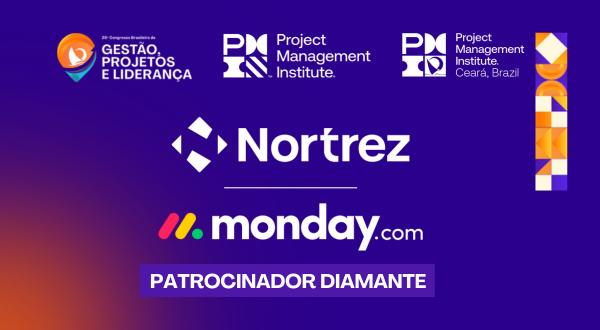 20º Congresso Brasileiro de
GESTÃO,
PROJETOS
E LIDERANÇA
Project
Management
Institute.
Project
Management
Institute.
Ceará, Brazil
Nortrez
monday.com
PATROCINADOR DIAMANTE